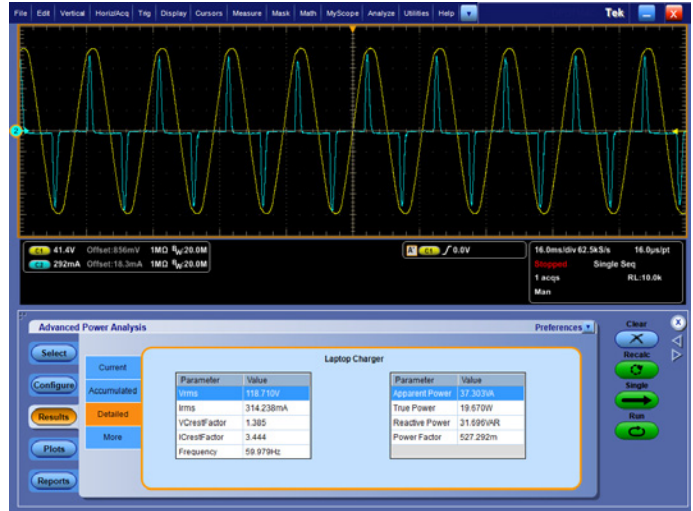 File Edit Vertical Horiz/Acq Trig Display Cursors Measure Mask Math MyScope Analyze Utilities Help Tek
2
C1 41.4V Offset:856mV 1MΩ BW:20.0M
C2 292mA Offset:18.3mA 1MΩ BW:20.0M
A' C1 0.0V
16.0ms/div 62.5kS/s 16.0µs/pt
Stopped Single Seq
1 acqs RL:10.0k
Man
Advanced Power Analysis
Preferences
Select
Configure
Results
Plots
Reports
Current
Accumulated
Detailed
More
Laptop Charger
Parameter Value
Vrms 118.710V
Irms 314.238mA
VCrestFactor 1.385
ICrestFactor 3.444
Frequency 59.979Hz
Parameter Value
Apparent Power 37.303VA
True Power 19.670W
Reactive Power 31.696VAR
Power Factor 527.292m
Clear
Recalc
Single
Run